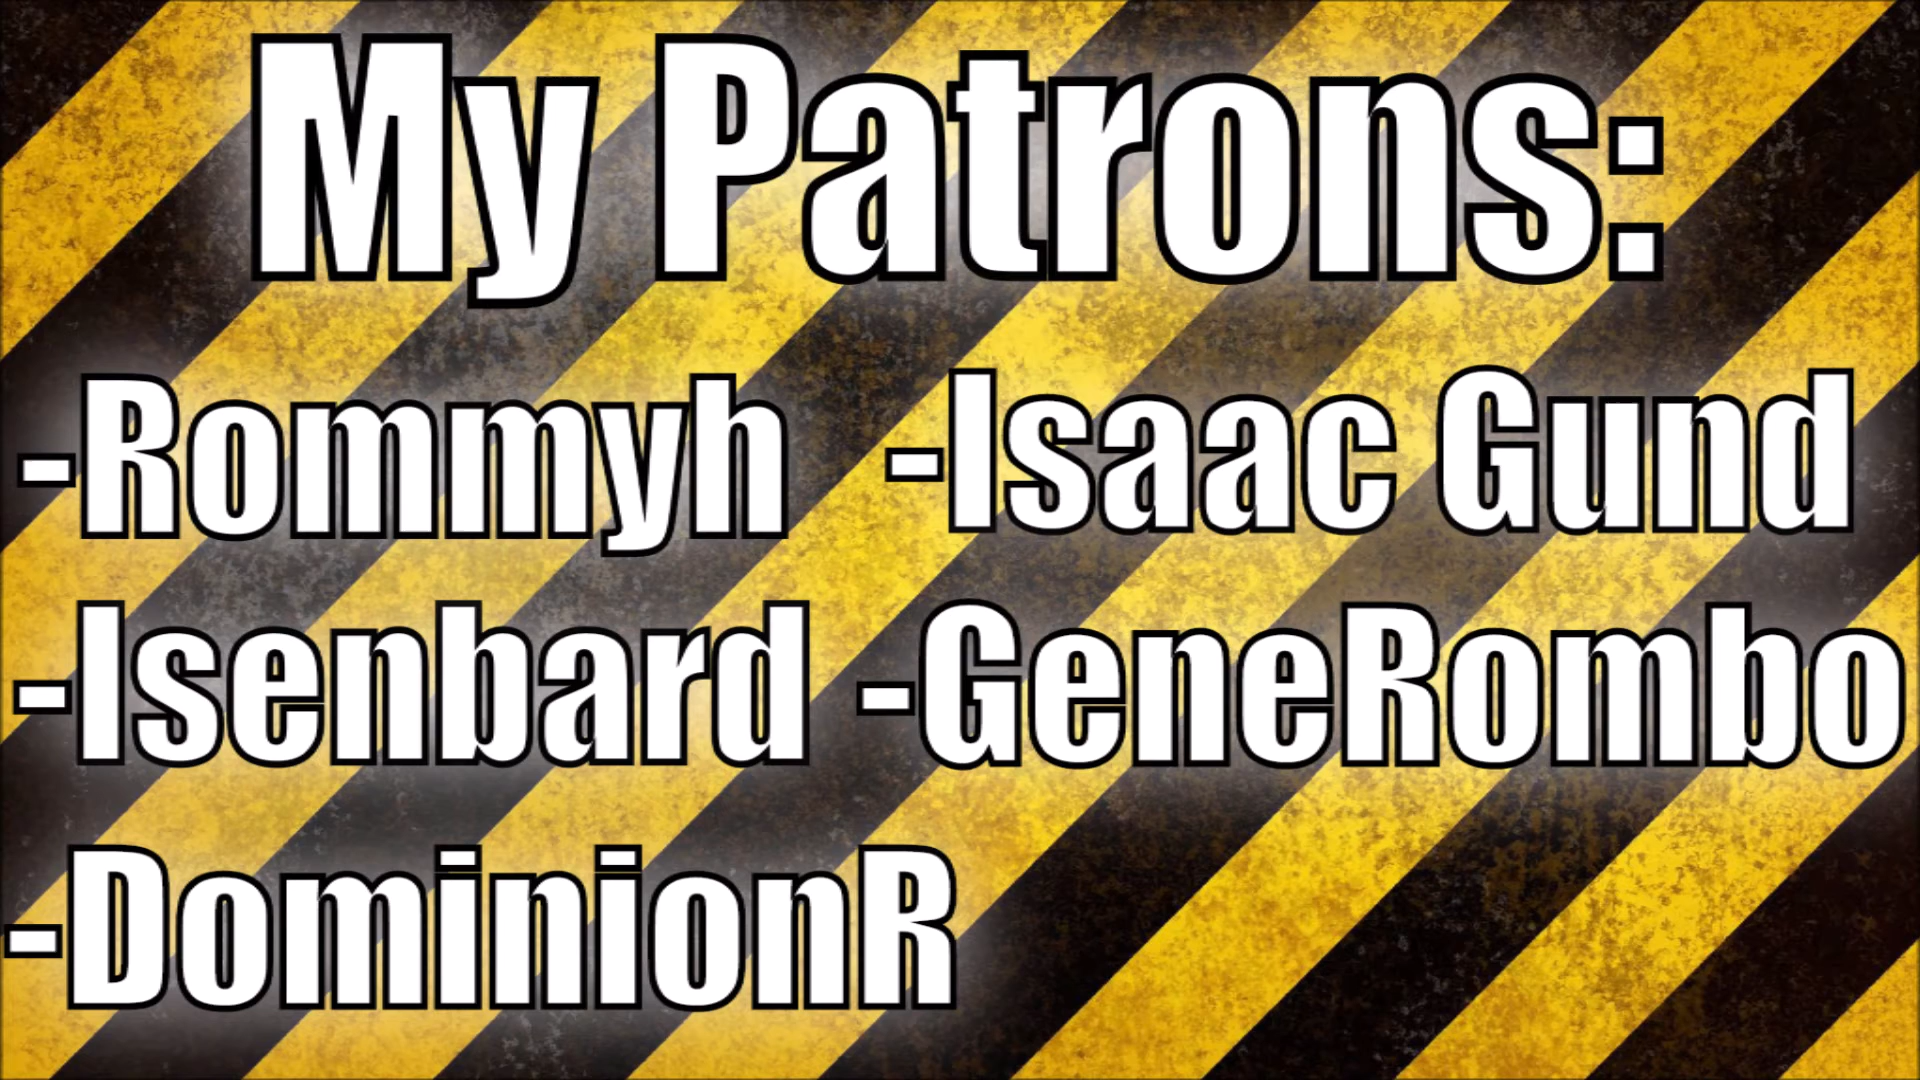 My Patrons:
-Rommyh
-Isaac Gund
-Isenbard
-GeneRombo
-DominionR